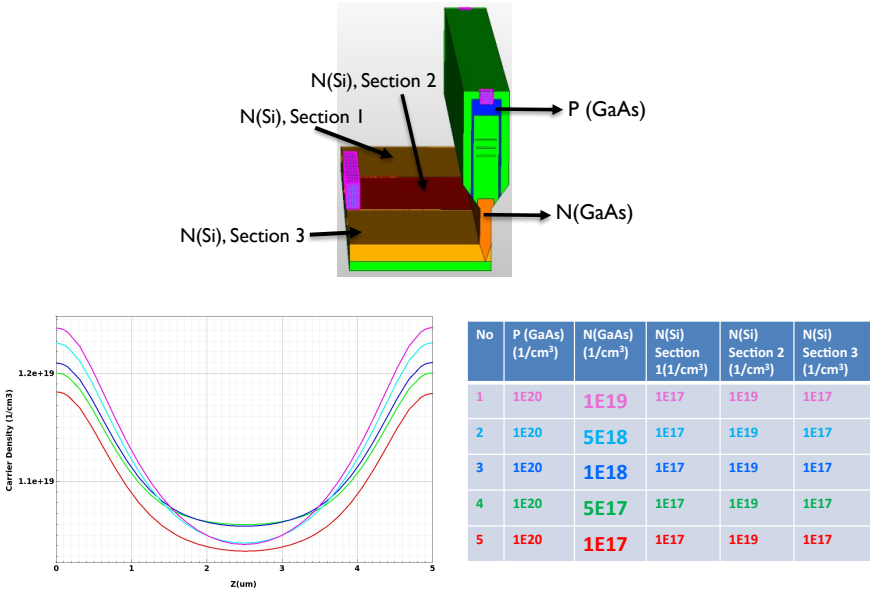 N(Si), Section 2
N(Si), Section 1
P (GaAs)
N(GaAs)
N(Si), Section 3
Carrier Density (1/cm3)
1.2e+19
1.1e+19
0 1 2 3 4 5
Z(um)
No P (GaAs) (1/cm³) N(GaAs) (1/cm³) N(Si) Section 1(1/cm³) N(Si) Section 2 (1/cm³) N(Si) Section 3 (1/cm³)
1 1E20 1E19 1E17 1E19 1E17
2 1E20 5E18 1E17 1E19 1E17
3 1E20 1E18 1E17 1E19 1E17
4 1E20 5E17 1E17 1E19 1E17
5 1E20 1E17 1E17 1E19 1E17